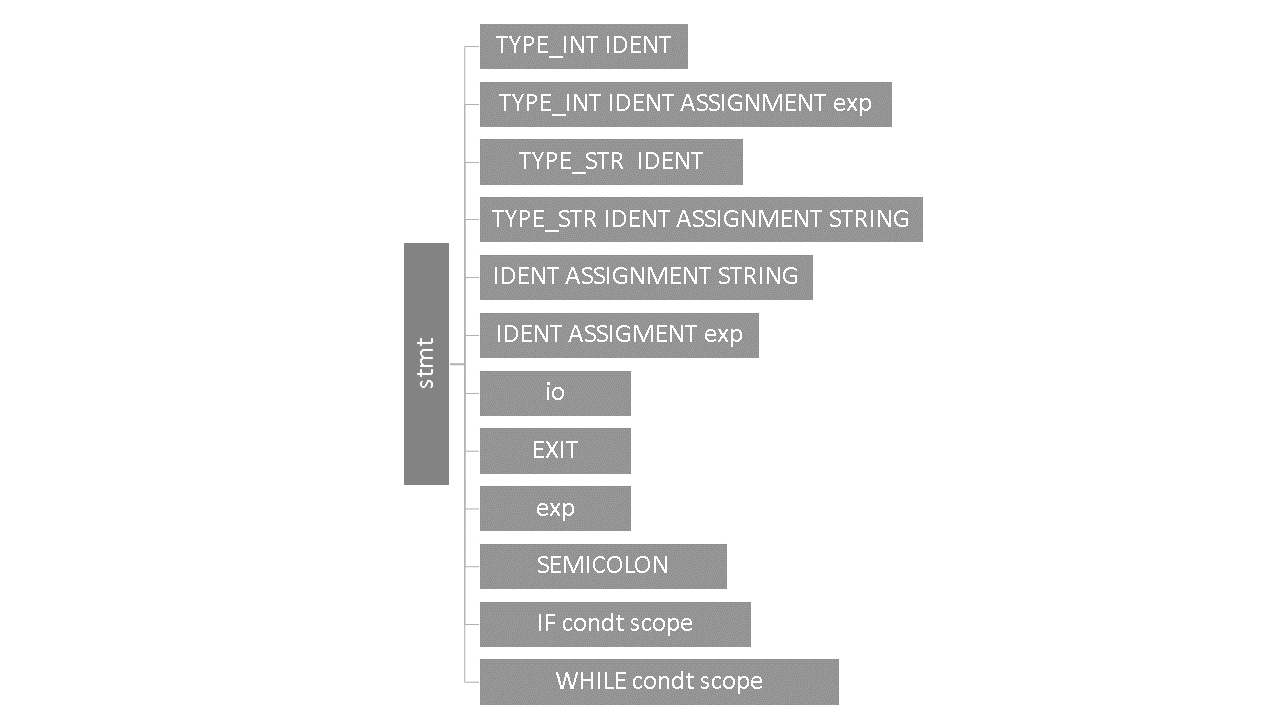 TYPE_INT IDENT
TYPE_INT IDENT ASSIGNMENT exp
TYPE_STR  IDENT
TYPE_STR IDENT ASSIGNMENT STRING
IDENT ASSIGNMENT STRING
IDENT ASSIGMENT exp
stmt
io
EXIT
exp
SEMICOLON
IF condt scope
WHILE condt scope